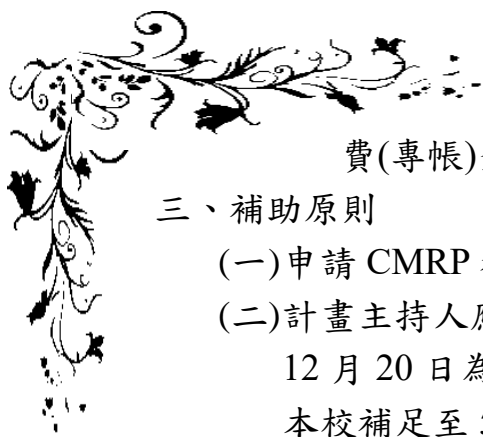 費(專帳)
三、補助原則
(一)申請 CMRP
(二)計畫主持人
12 月 20 日為
本校補足至